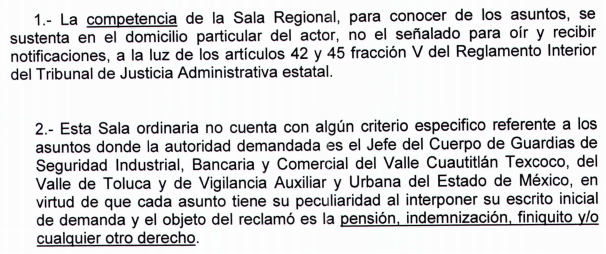 1.- La competencia de la Sala Regional, para conocer de los asuntos, se
sustenta en el domicilio particular del actor, no el señalado para oír y recibir
notificaciones, a la luz de los artículos 42 y 45 fracción V del Reglamento Interior
del Tribunal de Justicia Administrativa estatal.
2.- Esta Sala ordinaria no cuenta con algún criterio especifico referente a los
asuntos donde la autoridad demandada es el Jefe del Cuerpo de Guardias de
Seguridad Industrial, Bancaria y Comercial del Valle Cuautitlán Texcoco, del
Valle de Toluca y de Vigilancia Auxiliar y Urbana del Estado de México, en
virtud de que cada asunto tiene su peculiaridad al interponer su escrito inicial
de demanda y el objeto del reclamó es la pensión, indemnización, finiquito y/o
cualquier otro derecho.